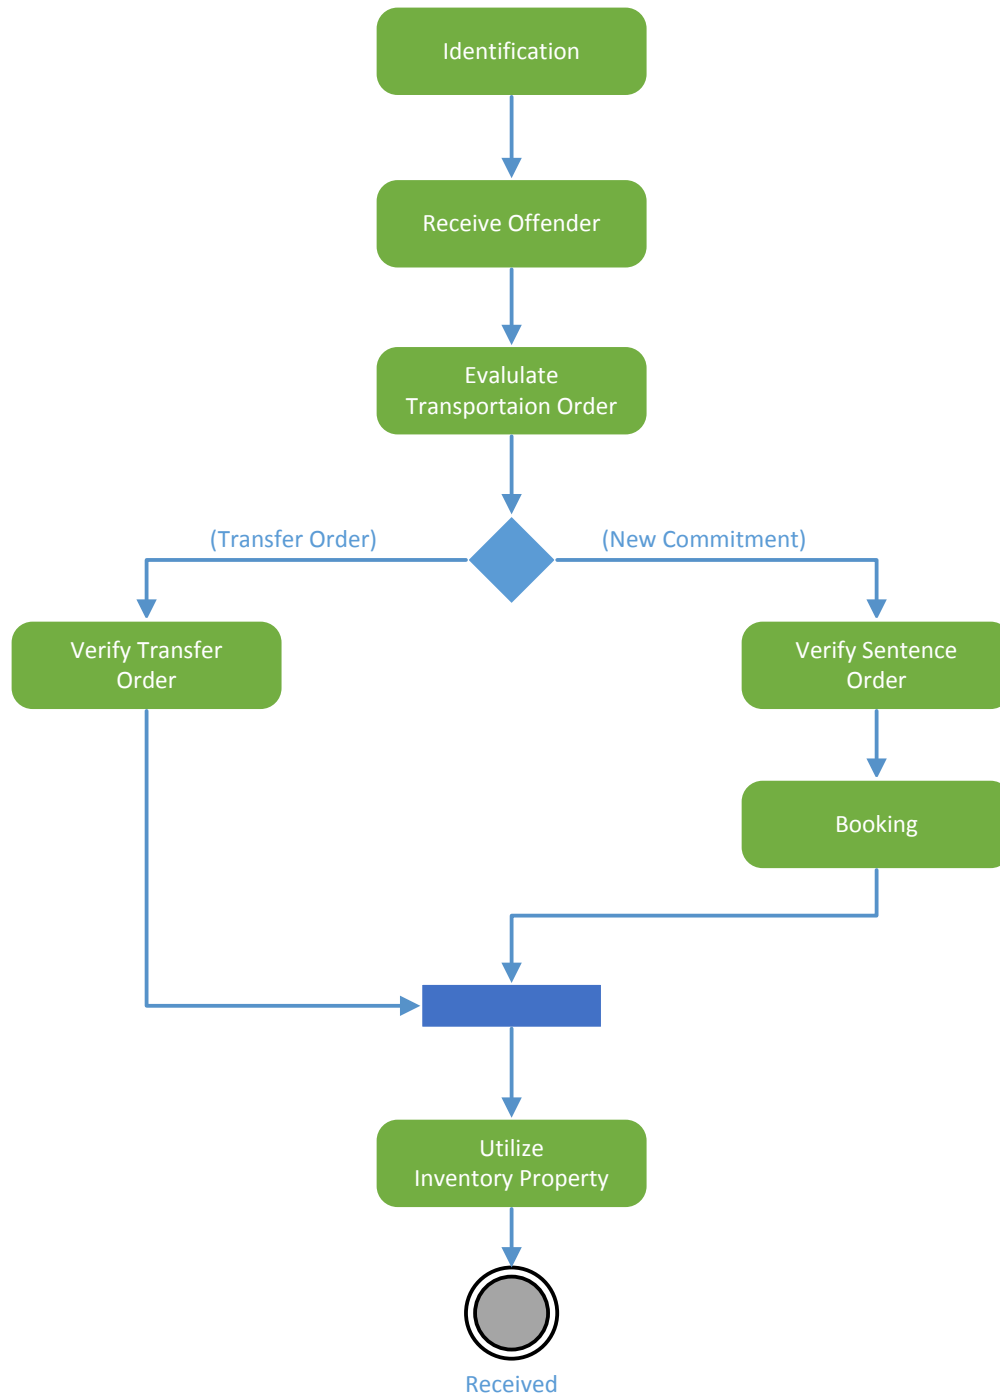 Identification
Receive Offender
Evalulate
Transportaion Order
(Transfer Order)
(New Commitment)
Verify Transfer
Order
Verify Sentence
Order
Booking
Utilize
Inventory Property
Received